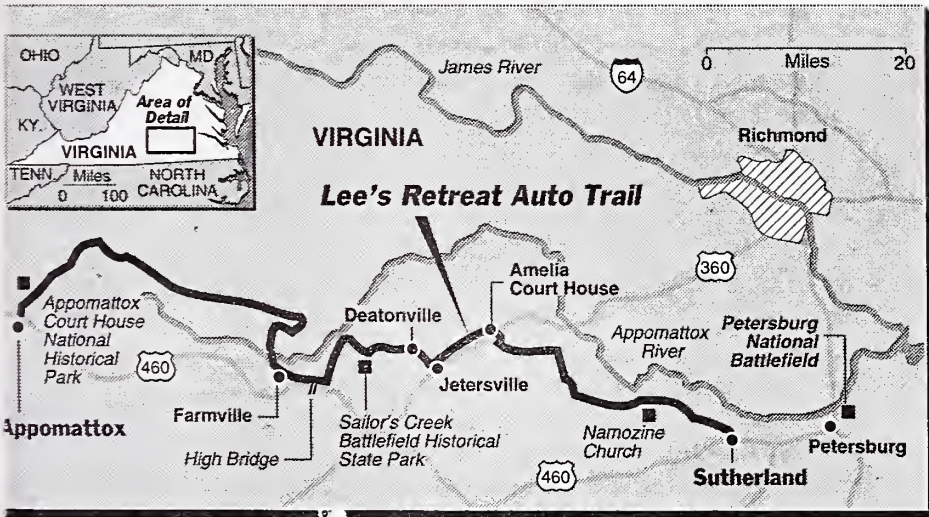 OHIO
MD.
WEST
VIRGINIA
Area of
Detail
KY.
VIRGINIA
TENN.
Miles
0 100
NORTH
CAROLINA
James River
64
0 Miles 20
VIRGINIA
Richmond
Lee's Retreat Auto Trail
360
Amelia
Court House
Appomattox
Court House
National
Historical
Park
Deatonville
Appomattox
River
Petersburg
National
Battlefield
460
Jetersville
Farmville
Sailor's Creek
Battlefield Historical
State Park
Appomattox
High Bridge
Namozine
Church
460
Sutherland
Petersburg